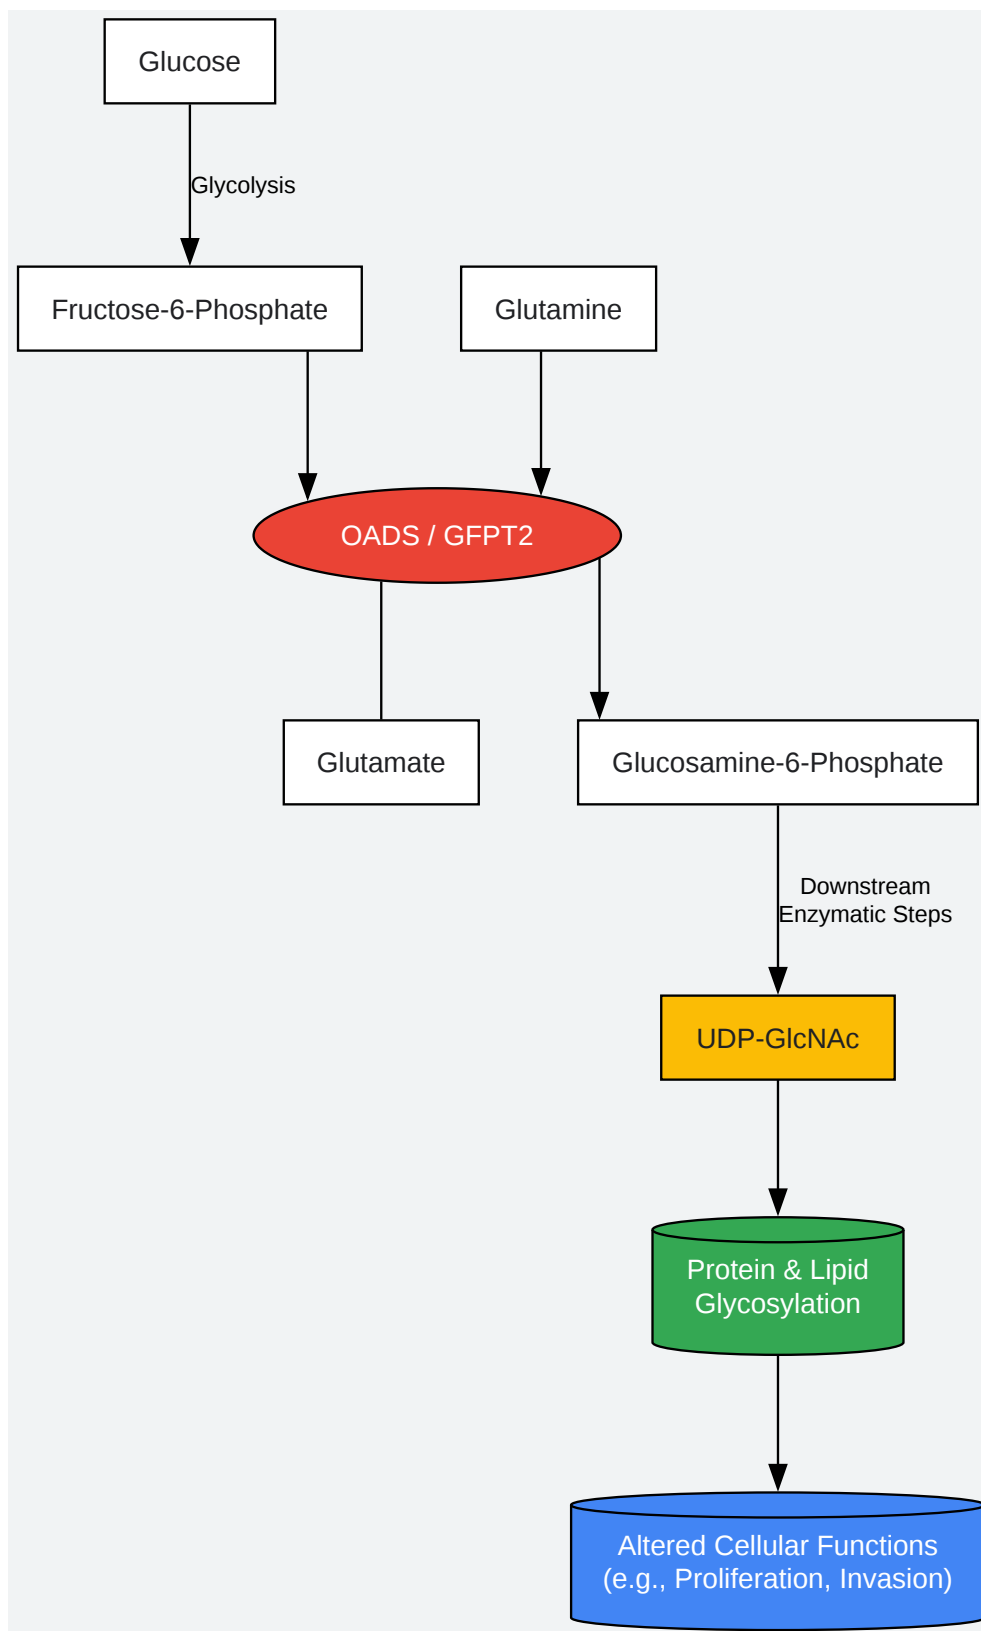 Glucose
Glycolysis
Fructose-6-Phosphate
Glutamine
OADS / GFPT2
Glutamate
Glucosamine-6-Phosphate
Downstream
Enzymatic Steps
UDP-GlcNAc
Protein & Lipid
Glycosylation
Altered Cellular Functions
(e.g., Proliferation, Invasion)